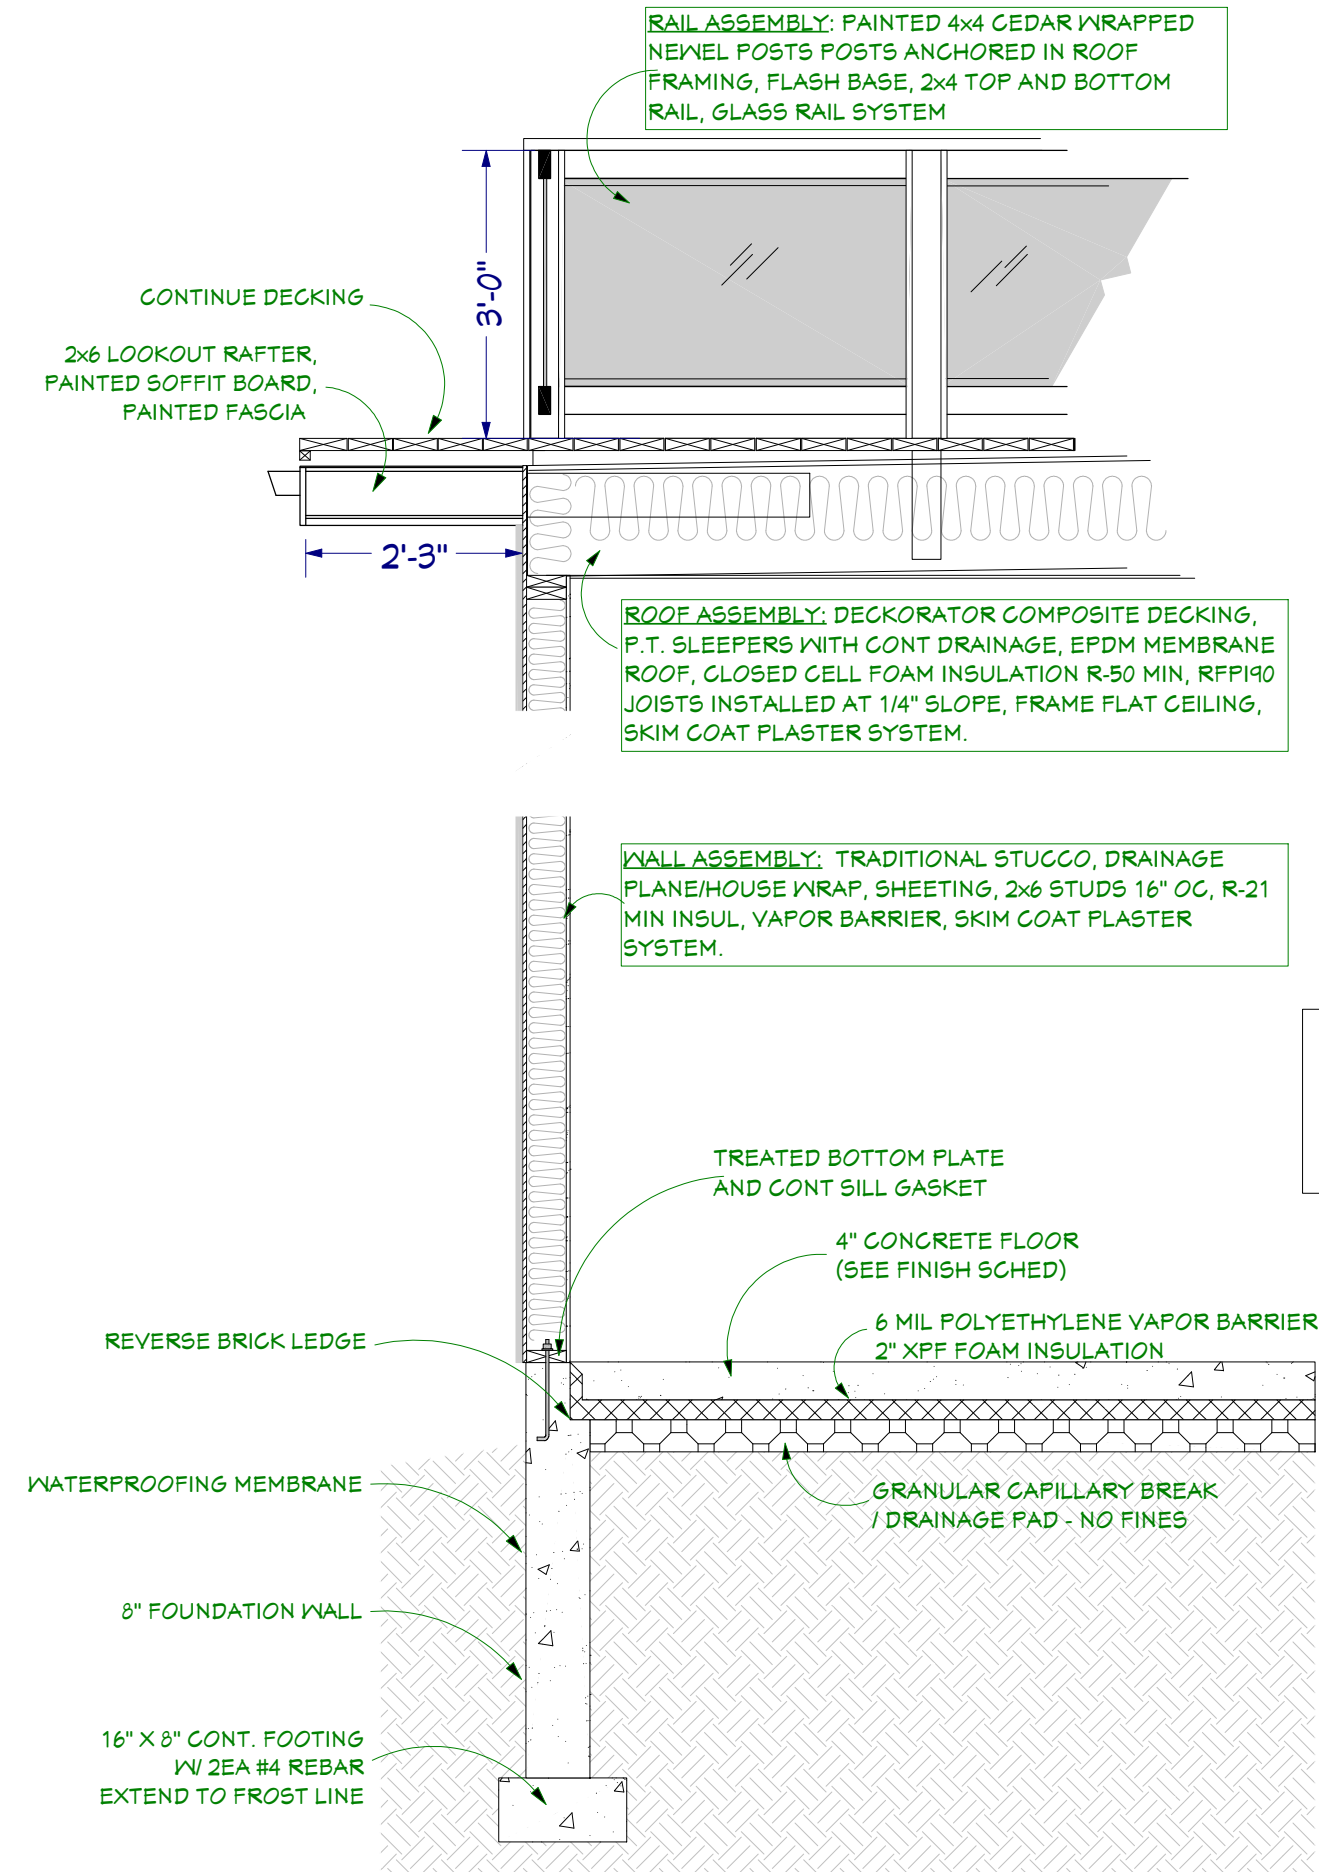 RAIL ASSEMBLY: PAINTED 4x4 CEDAR WRAPPED
NEWEL POSTS POSTS ANCHORED IN ROOF
FRAMING, FLASH BASE, 2x4 TOP AND BOTTOM
RAIL, GLASS RAIL SYSTEM
3'-0"
CONTINUE DECKING
2x6 LOOKOUT RAFTER,
PAINTED SOFFIT BOARD,
PAINTED FASCIA
2'-3"
ROOF ASSEMBLY: DECKORATOR COMPOSITE DECKING,
P.T. SLEEPERS WITH CONT DRAINAGE, EPDM MEMBRANE
ROOF, CLOSED CELL FOAM INSULATION R-50 MIN, RFPI90
JOISTS INSTALLED AT 1/4" SLOPE, FRAME FLAT CEILING,
SKIM COAT PLASTER SYSTEM.
WALL ASSEMBLY: TRADITIONAL STUCCO, DRAINAGE
PLANE/HOUSE WRAP, SHEETING, 2x6 STUDS 16" OC, R-21
MIN INSUL, VAPOR BARRIER, SKIM COAT PLASTER
SYSTEM.
TREATED BOTTOM PLATE
AND CONT SILL GASKET
4" CONCRETE FLOOR
(SEE FINISH SCHED)
6 MIL POLYETHYLENE VAPOR BARRIER
2" XPF FOAM INSULATION
REVERSE BRICK LEDGE
WATERPROOFING MEMBRANE
GRANULAR CAPILLARY BREAK
/ DRAINAGE PAD - NO FINES
8" FOUNDATION WALL
16" X 8" CONT. FOOTING
W/ 2EA #4 REBAR
EXTEND TO FROST LINE